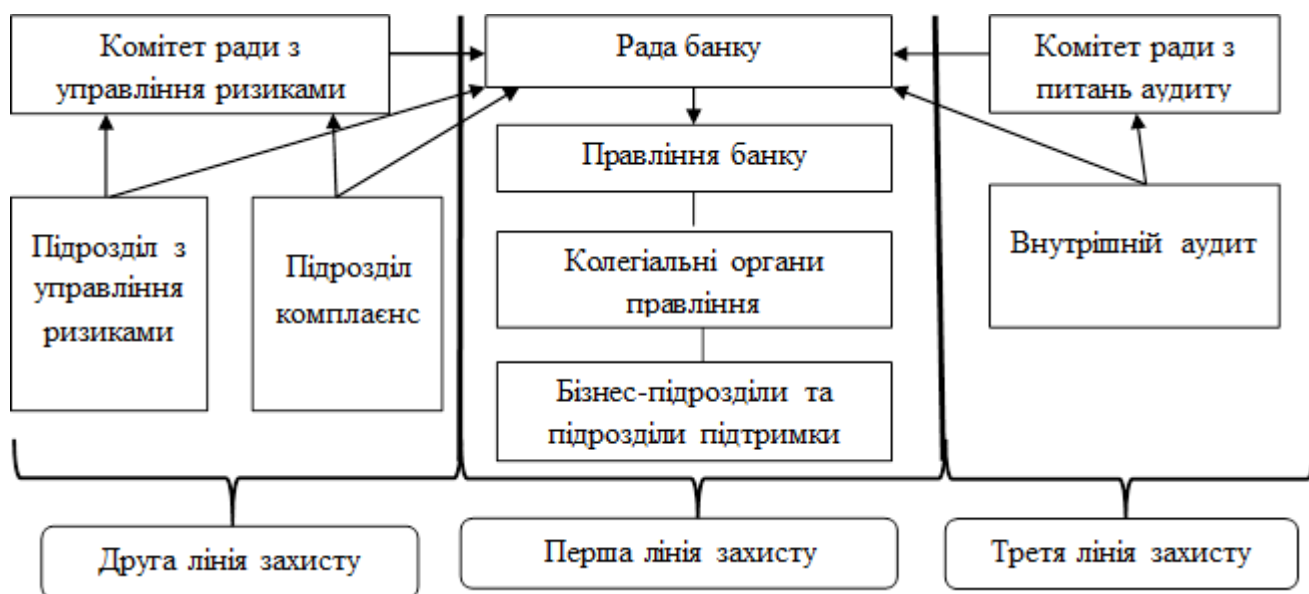 Комітет ради з
управління ризиками
Рада банку
Комітет ради з
питань аудиту
Правління банку
Підрозділ з
управління
ризиками
Підрозділ
комплаєнс
Колегіальні органи
правління
Внутрішній аудит
Бізнес-підрозділи та
підрозділи підтримки
Друга лінія захисту
Перша лінія захисту
Третя лінія захисту